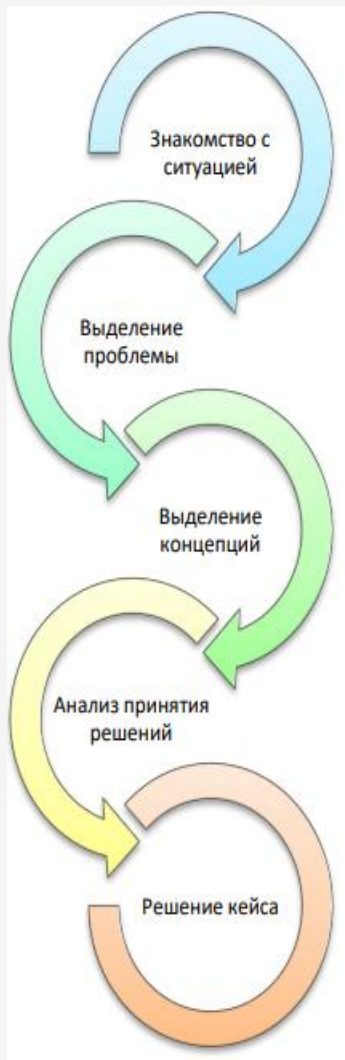 Знакомство с
ситуацией
Выделение
проблемы
Выделение
концепций
Анализ принятия
решений
Решение кейса